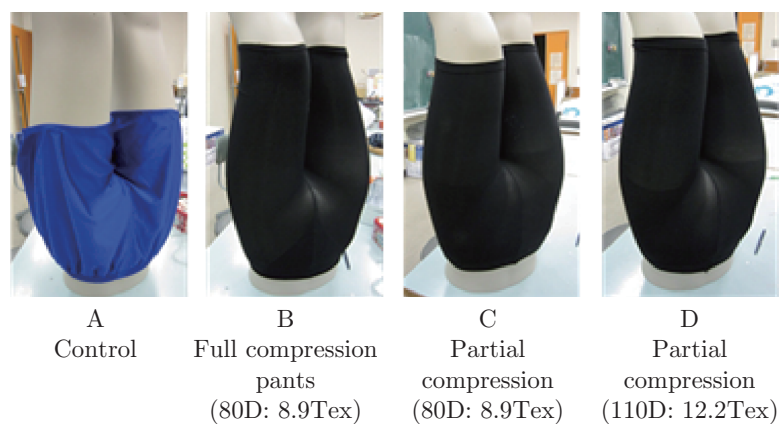 A
Control
B
Full compression
pants
(80D: 8.9Tex)
C
Partial
compression
(80D: 8.9Tex)
D
Partial
compression
(110D: 12.2Tex)